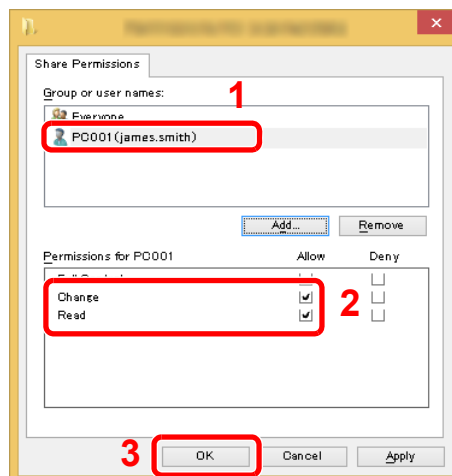 Share Permissions
Group or user names:
1
Everyone
PC001(james.smith)
Add...
Remove
Permissions for PC001
Allow
Deny
Change
2
Read
3
OK
Cancel
Apply